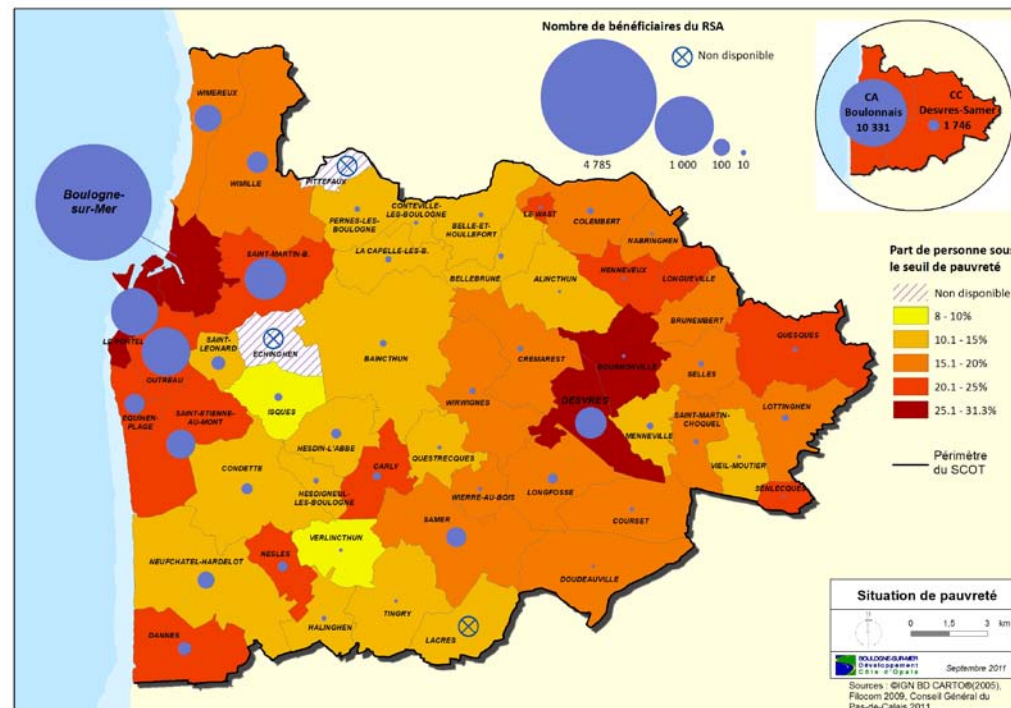 Nombre de bénéficiaires du RSA
Non disponible
4 785
1 000
100
10
CA
Boulonnais
10 331
CC
Desvres-Samer
1 746
WIMEREUX
WIMILLE
PITTEFAUX
Boulogne-
sur-Mer
CONTEVILLE-
LES-BOULOGNE
PERNES-LES-
BOULOGNE
BELLE-ET-
HOULLEFORT
LE WAST
COLEMBERT
NABRINGHEN
SAINT-MARTIN-B.
LA CAPELLE-LES-B.
BELLEBRUNE
ALINCTHUN
HENNEVEUX
LONGUEVILLE
BRUNEMBERT
QUESQUES
LE PORTEL
SAINT-
LEONARD
ECHINGHEN
BAINCTHUN
CREMAREST
BOURNONVILLE
SELLES
OUTREAU
ISQUES
WIRWIGNES
DESVRES
LOTTINGHEN
EQUIHEN-
PLAGE
SAINT-ETIENNE-
AU-MONT
SAINT-MARTIN-
CHOQUEL
MENNEVILLE
VIEIL-MOUTIER
HESDIN-L'ABBE
QUESTRECQUES
CONDETTE
CARLY
HESDIGNEUL-
LES-BOULOGNE
WIERRE-AU-BOIS
LONGFOSSE
SENLECQUES
SAMER
COURSET
VERLINCTHUN
NEUFCHATEL-HARDELOT
NESLES
DOUDEAUVILLE
TINGRY
HALINGHEN
LACRES
DANNES
Part de personne sous
le seuil de pauvreté
Non disponible
8 - 10%
10.1 - 15%
15.1 - 20%
20.1 - 25%
25.1 - 31.3%
Périmètre
du SCOT
Situation de pauvreté
0 1,5 3 km
BOULOGNE-SUR-MER
Développement
Côte d'Opale
Septembre 2011
Sources : ©IGN BD CARTO®(2005),
Filocom 2009, Conseil Général du
Pas-de-Calais 2011